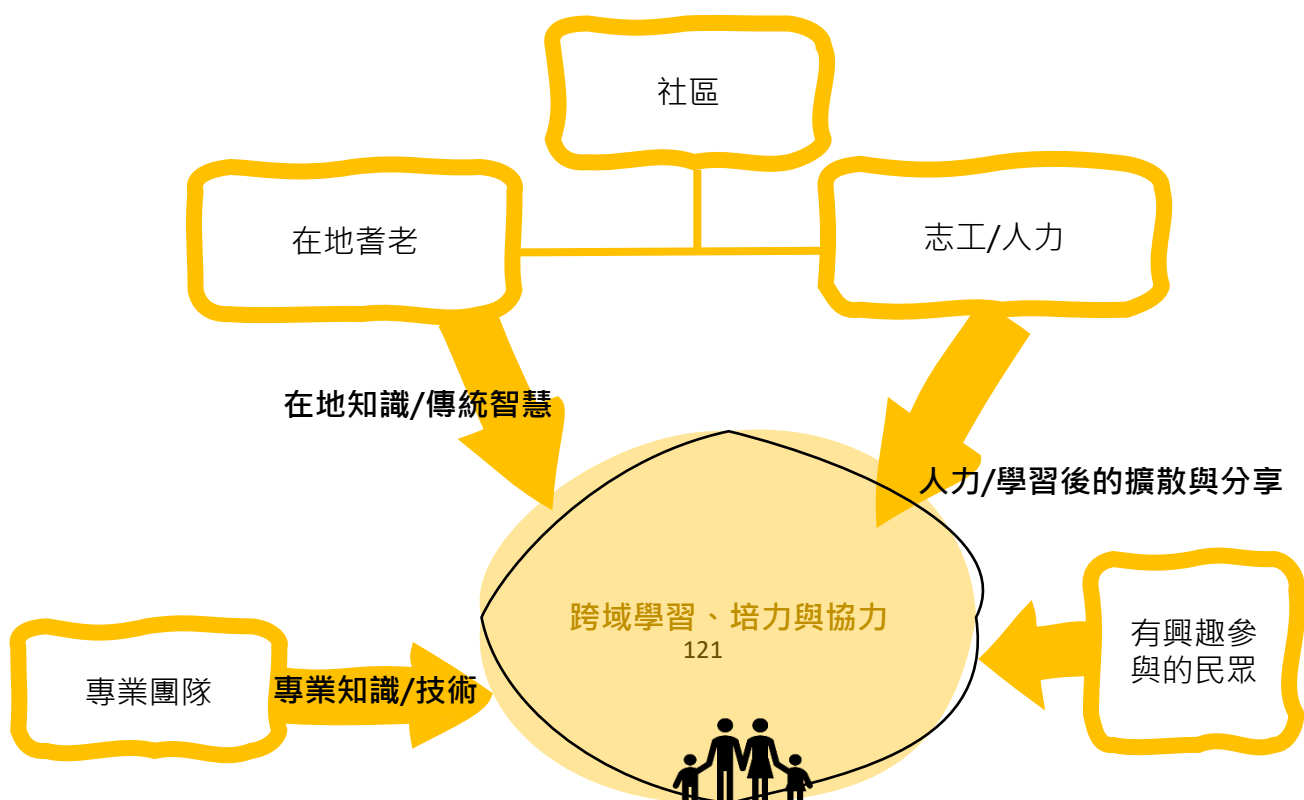 社區
在地耆老
志工/人力
在地知識/傳統智慧
人力/學習後的擴散與分享
跨域學習、培力與協力
121
有興趣參
與的民眾
專業團隊
專業知識/技術